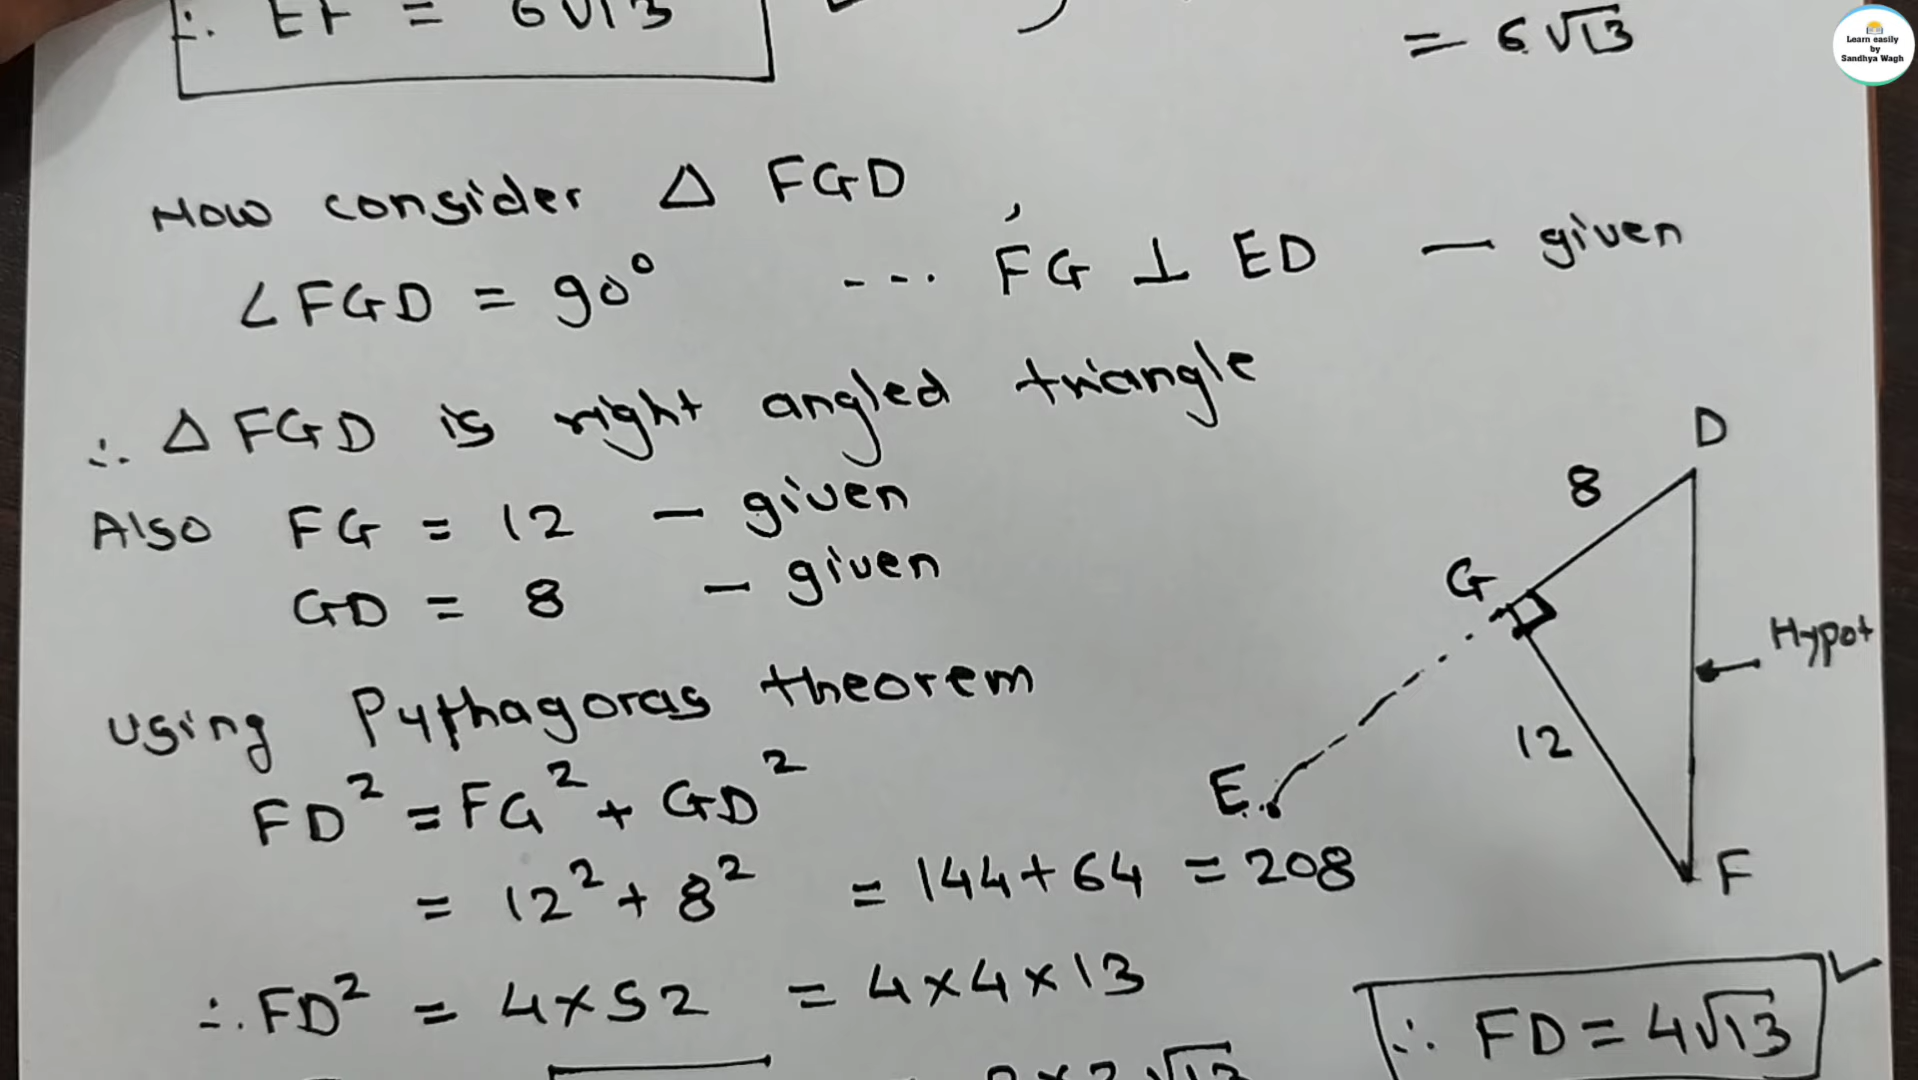 ∴ EF = 6√13
= 6√13
Learn easily
by
Sandhya Wagh
Now consider △ FGD
∠FGD = 90° --- FG ⊥ ED — given
∴ △ FGD is right angled triangle
Also FG = 12 — given
GD = 8 — given
Using Pythagoras theorem
FD² = FG² + GD²
= 12² + 8² = 144 + 64 = 208
∴ FD² = 4×52 = 4×4×13
∴ FD = 4√13
D
8
G
Hypot
12
E
F